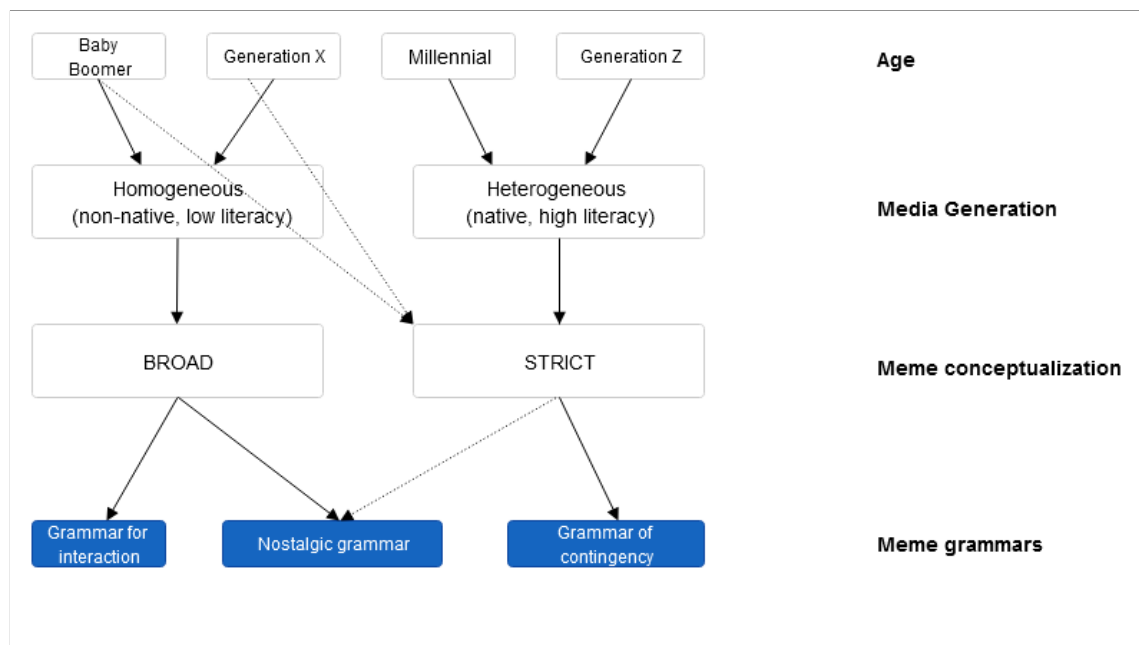 Baby
Boomer
Generation X
Millennial
Generation Z
Age
Homogeneous
(non-native, low literacy)
Heterogeneous
(native, high literacy)
Media Generation
BROAD
STRICT
Meme conceptualization
Grammar for
interaction
Nostalgic grammar
Grammar of
contingency
Meme grammars